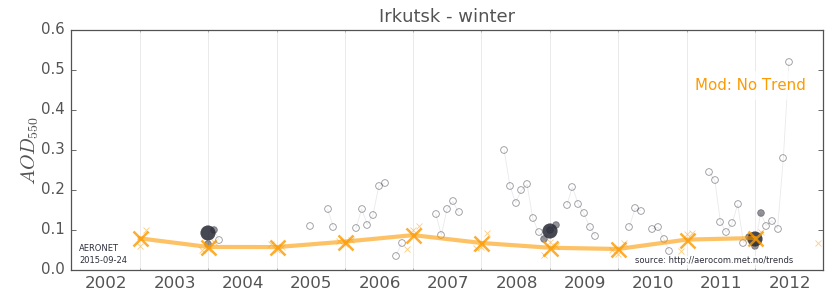 Irkutsk - winter
0.6
0.5
0.4
0.3
0.2
0.1
0.0
AOD550
Mod: No Trend
AERONET
2015-09-24
source: http://aerocom.met.no/trends
2002 2003 2004 2005 2006 2007 2008 2009 2010 2011 2012